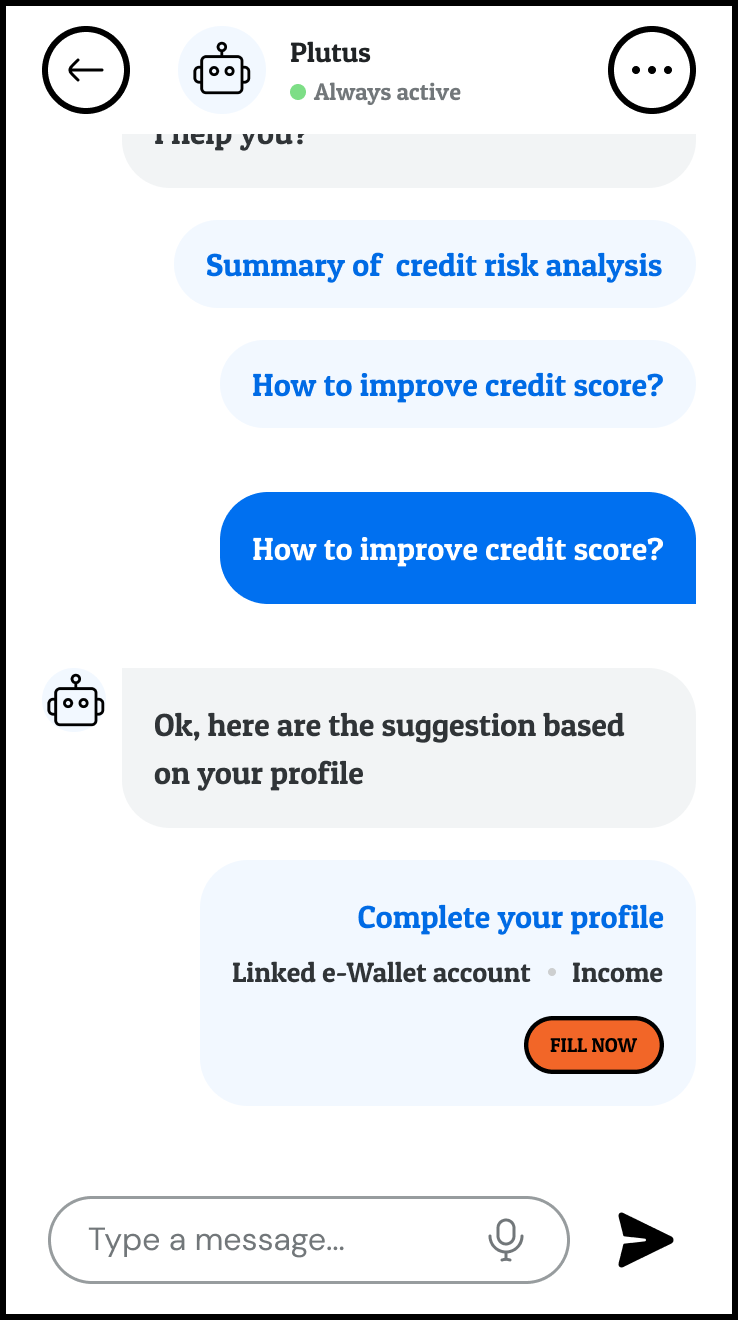 Plutus
Always active
I help you?
Summary of credit risk analysis
How to improve credit score?
How to improve credit score?
Ok, here are the suggestion based
on your profile
Complete your profile
Linked e-Wallet account • Income
FILL NOW
Type a message...